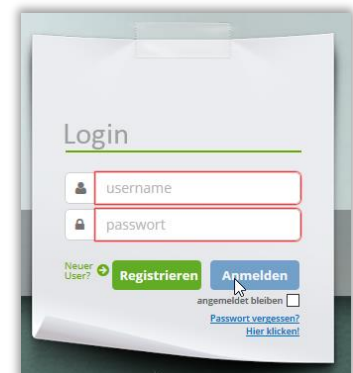 Login
username
passwort
Neuer
User?
Registrieren
Anmelden
angemeldet bleiben
Passwort vergessen?
Hier klicken!